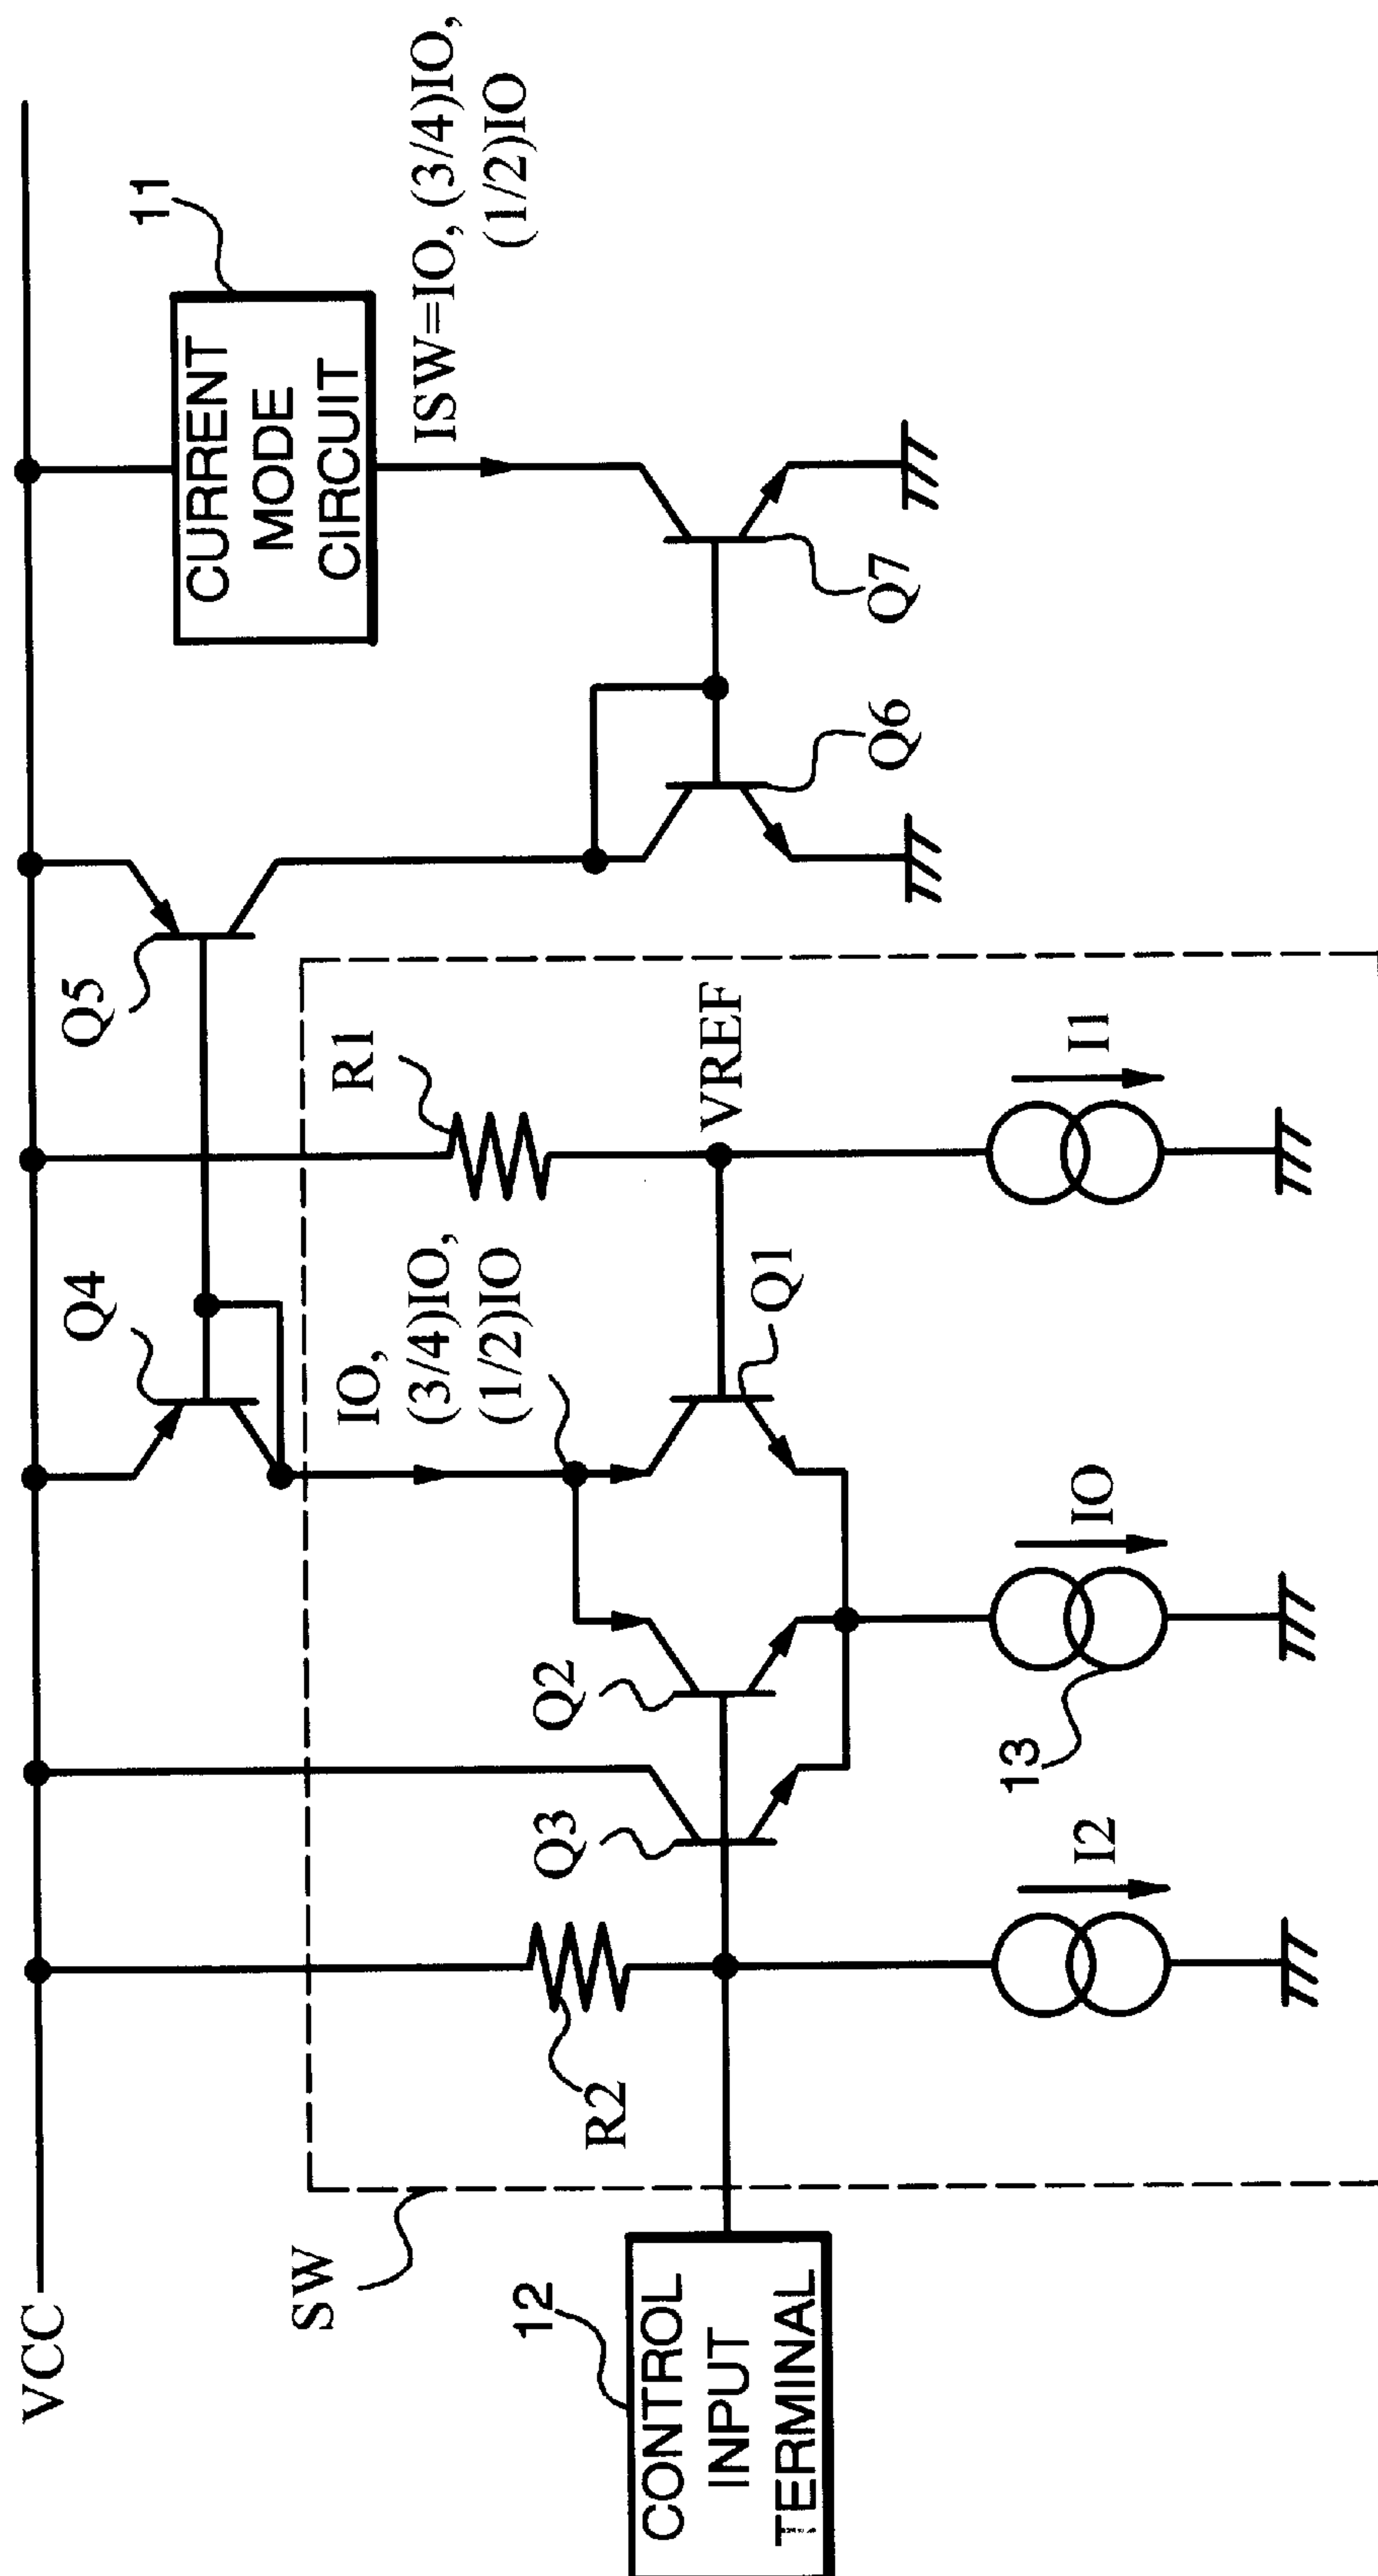 VCC
SW
12
CONTROL
INPUT
TERMINAL
R2
I2
Q3
Q2
13
IO
Q4
IO,
(3/4)IO,
(1/2)IO
Q1
R1
VREF
I1
Q5
Q6
Q7
11
CURRENT
MODE
CIRCUIT
ISW=IO, (3/4)IO,
(1/2)IO